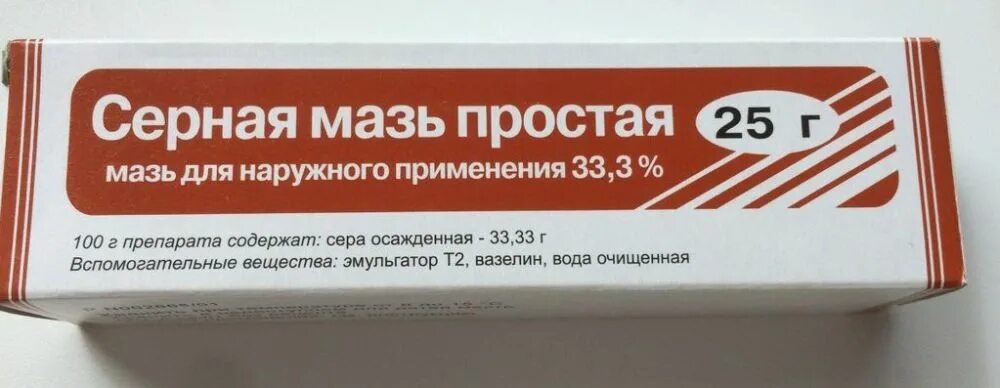 Серная мазь простая
25 г
мазь для наружного применения 33,3 %
100 г препарата содержат: сера осажденная - 33,33 г
Вспомогательные вещества: эмульгатор Т2, вазелин, вода очищенная